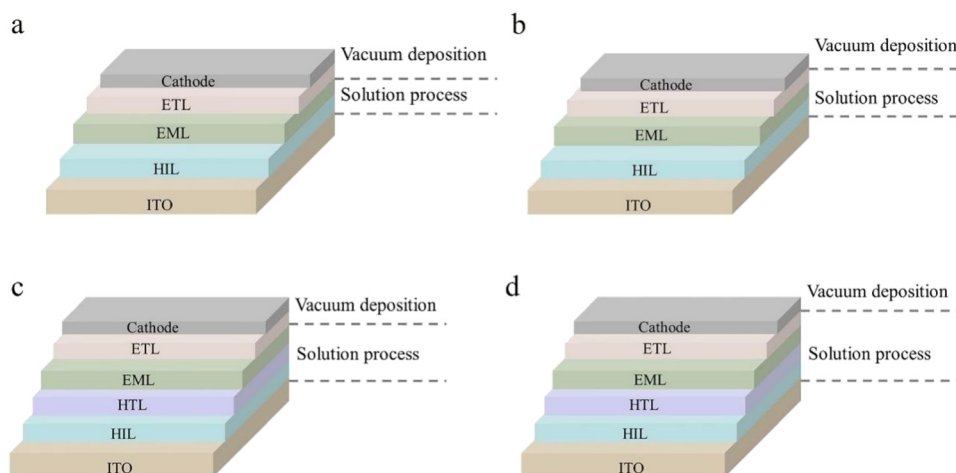 a
Vacuum deposition
Cathode
Solution process
ETL
EML
HIL
ITO
b
Vacuum deposition
Cathode
Solution process
ETL
EML
HIL
ITO
c
Vacuum deposition
Cathode
ETL
Solution process
EML
HTL
HIL
ITO
d
Vacuum deposition
Cathode
ETL
Solution process
EML
HTL
HIL
ITO